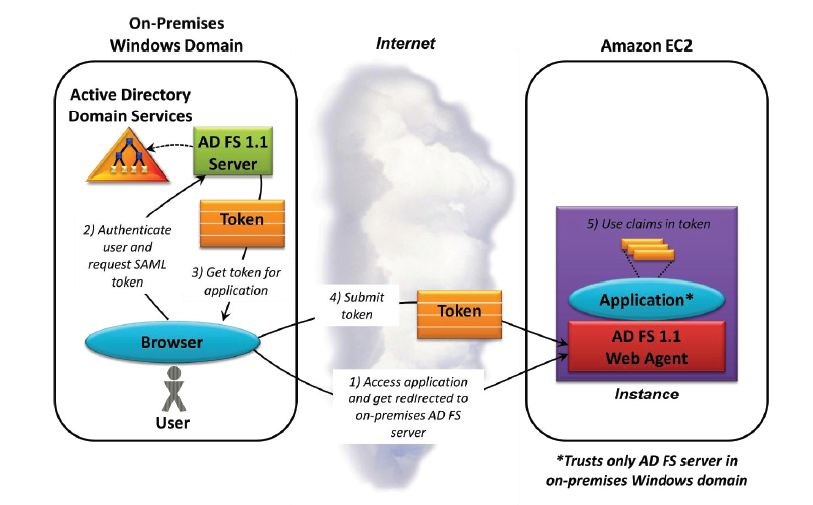 On-Premises
Windows Domain
Internet
Amazon EC2
Active Directory
Domain Services
AD FS 1.1
Server
Token
2) Authenticate
user and
request SAML
token
3) Get token for
application
Browser
User
4) Submit
token
Token
1) Access application
and get redirected to
on-premises AD FS
server
5) Use claims in token
Application*
AD FS 1.1
Web Agent
Instance
*Trusts only AD FS server in
on-premises Windows domain